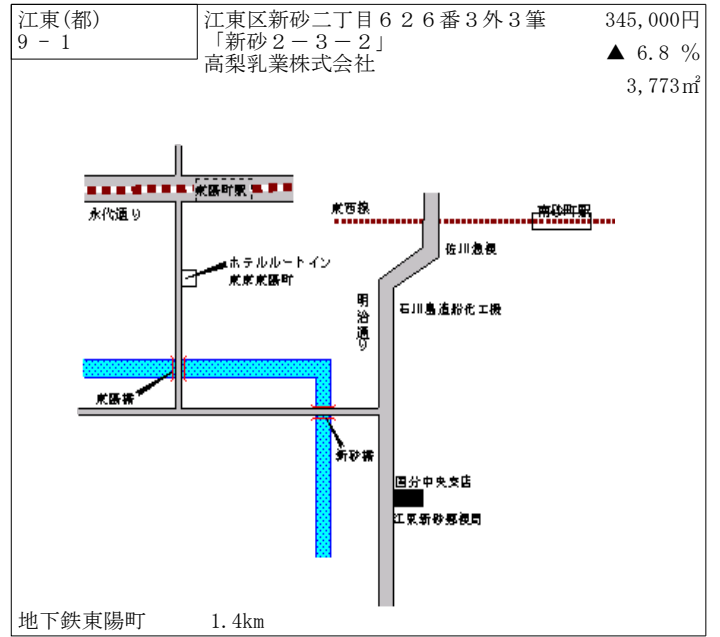 江東(都)
9 - 1
江東区新砂二丁目６２６番３外３筆
「新砂２－３－２」
高梨乳業株式会社
345,000円
▲ 6.8 %
3,773㎡
東陽町駅
永代通り
東西線
南砂町駅
佐川急便
ホテルルートイン
東京東陽町
明治通り
石川島造船化工機
東陽橋
新砂橋
国分中央支店
江東新砂郵便局
地下鉄東陽町 1.4km